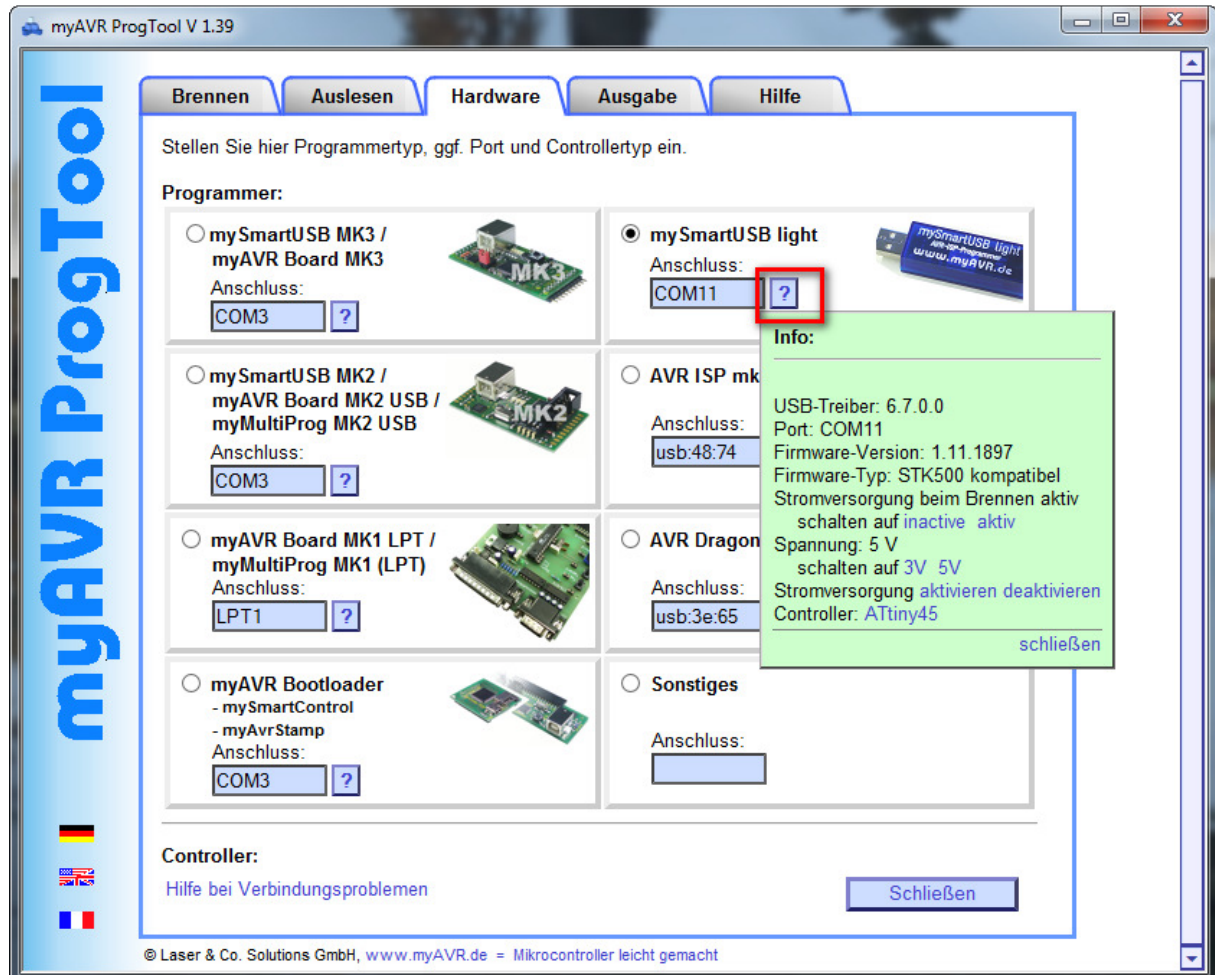 myAVR ProgTool V 1.39
myAVR ProgTool
Brennen
Auslesen
Hardware
Ausgabe
Hilfe
Stellen Sie hier Programmertyp, ggf. Port und Controllertyp ein.
Programmer:
mySmartUSB MK3 /
myAVR Board MK3
Anschluss:
COM3
?
MK3
mySmartUSB light
Anschluss:
COM11
?
mySmartUSB light
AVR-ISP-Programmer
www.myAVR.de
Info:
USB-Treiber: 6.7.0.0
Port: COM11
Firmware-Version: 1.11.1897
Firmware-Typ: STK500 kompatibel
Stromversorgung beim Brennen aktiv
schalten auf inactive aktiv
Spannung: 5 V
schalten auf 3V 5V
Stromversorgung aktivieren deaktivieren
Controller: ATtiny45
schließen
mySmartUSB MK2 /
myAVR Board MK2 USB /
myMultiProg MK2 USB
Anschluss:
COM3
?
MK2
AVR ISP mk
Anschluss:
usb:48:74
myAVR Board MK1 LPT /
myMultiProg MK1 (LPT)
Anschluss:
LPT1
?
AVR Dragon
Anschluss:
usb:3e:65
myAVR Bootloader
- mySmartControl
- myAvrStamp
Anschluss:
COM3
?
Sonstiges
Anschluss:
Controller:
Hilfe bei Verbindungsproblemen
Schließen
© Laser & Co. Solutions GmbH, www.myAVR.de = Mikrocontroller leicht gemacht